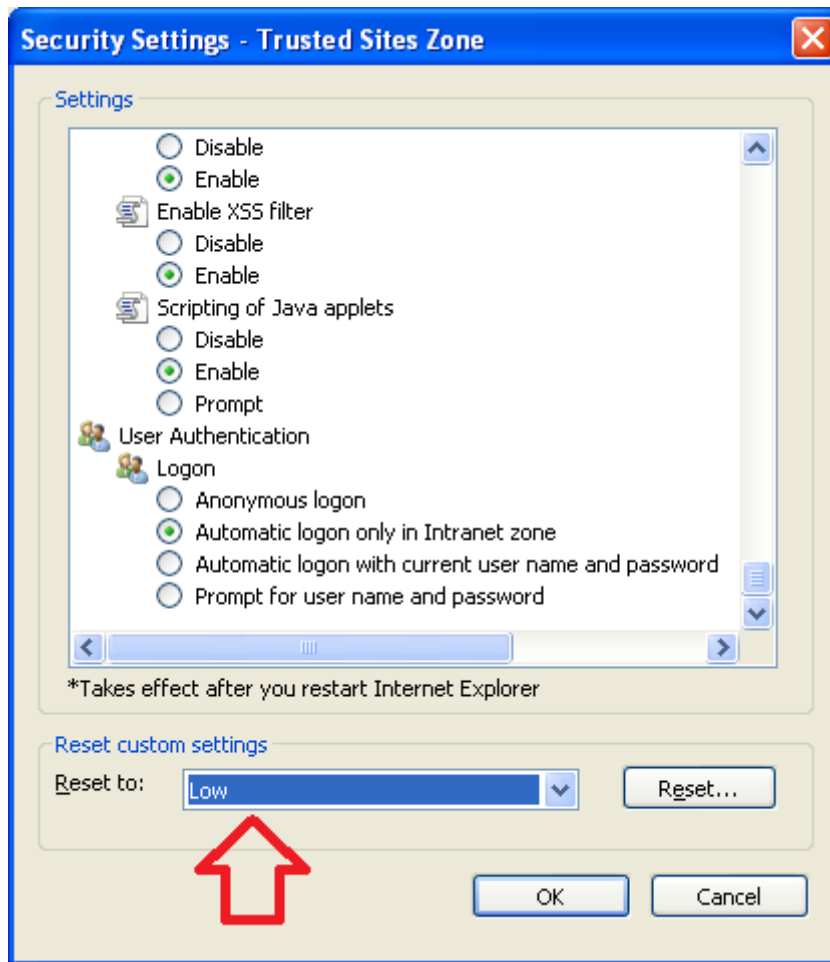 Security Settings - Trusted Sites Zone
Settings
Disable
Enable
Enable XSS filter
Disable
Enable
Scripting of Java applets
Disable
Enable
Prompt
User Authentication
Logon
Anonymous logon
Automatic logon only in Intranet zone
Automatic logon with current user name and password
Prompt for user name and password
*Takes effect after you restart Internet Explorer
Reset custom settings
Reset to: Low Reset...
OK Cancel